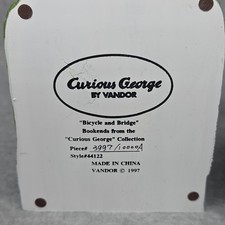 Curious George
BY VANDOR
"Bicycle and Bridge"
Bookends from the
"Curious George" Collection
Piece# 3897/10000A
Style#44122
MADE IN CHINA
VANDOR © 1997